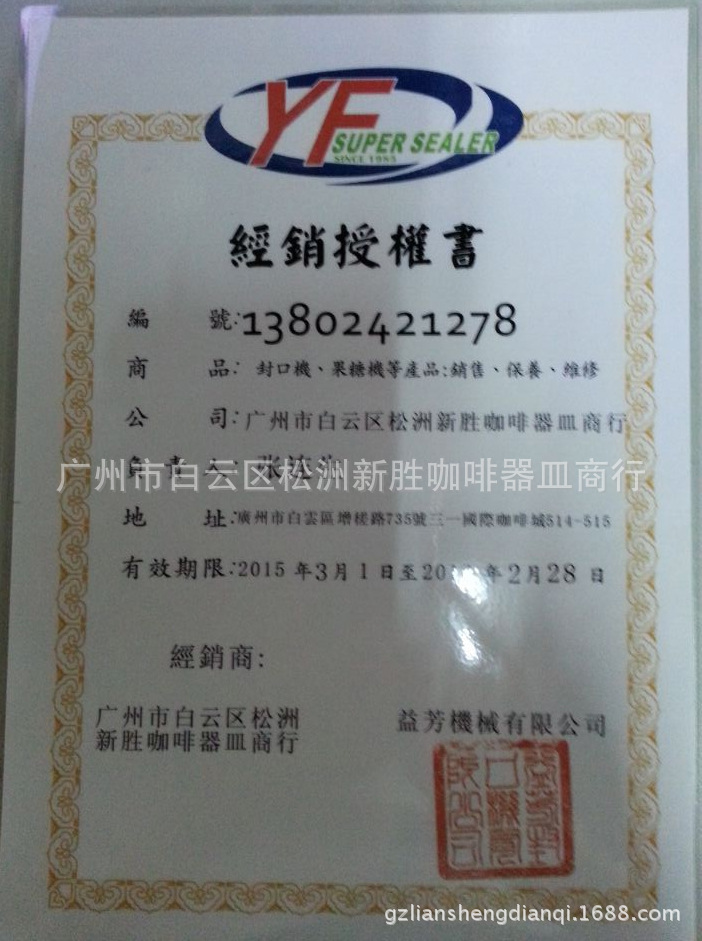 YF
SUPER SEALER
SINCE 1985
經銷授權書
編 號:13802421278
商 品: 封口機、果糖機等產品:銷售、保養、維修
公 司:广州市白云区松洲新胜咖啡器皿商行
負責人:
广州市白云区松洲新胜咖啡器皿商行
地 址:廣州市白雲區增槎路735號三一國際咖啡城514-515
有效期限:2015年3月1日至20 年2月28日
經銷商:
广州市白云区松洲
新胜咖啡器皿商行
益芳機械有限公司
gzlianshengdianqi.1688.com